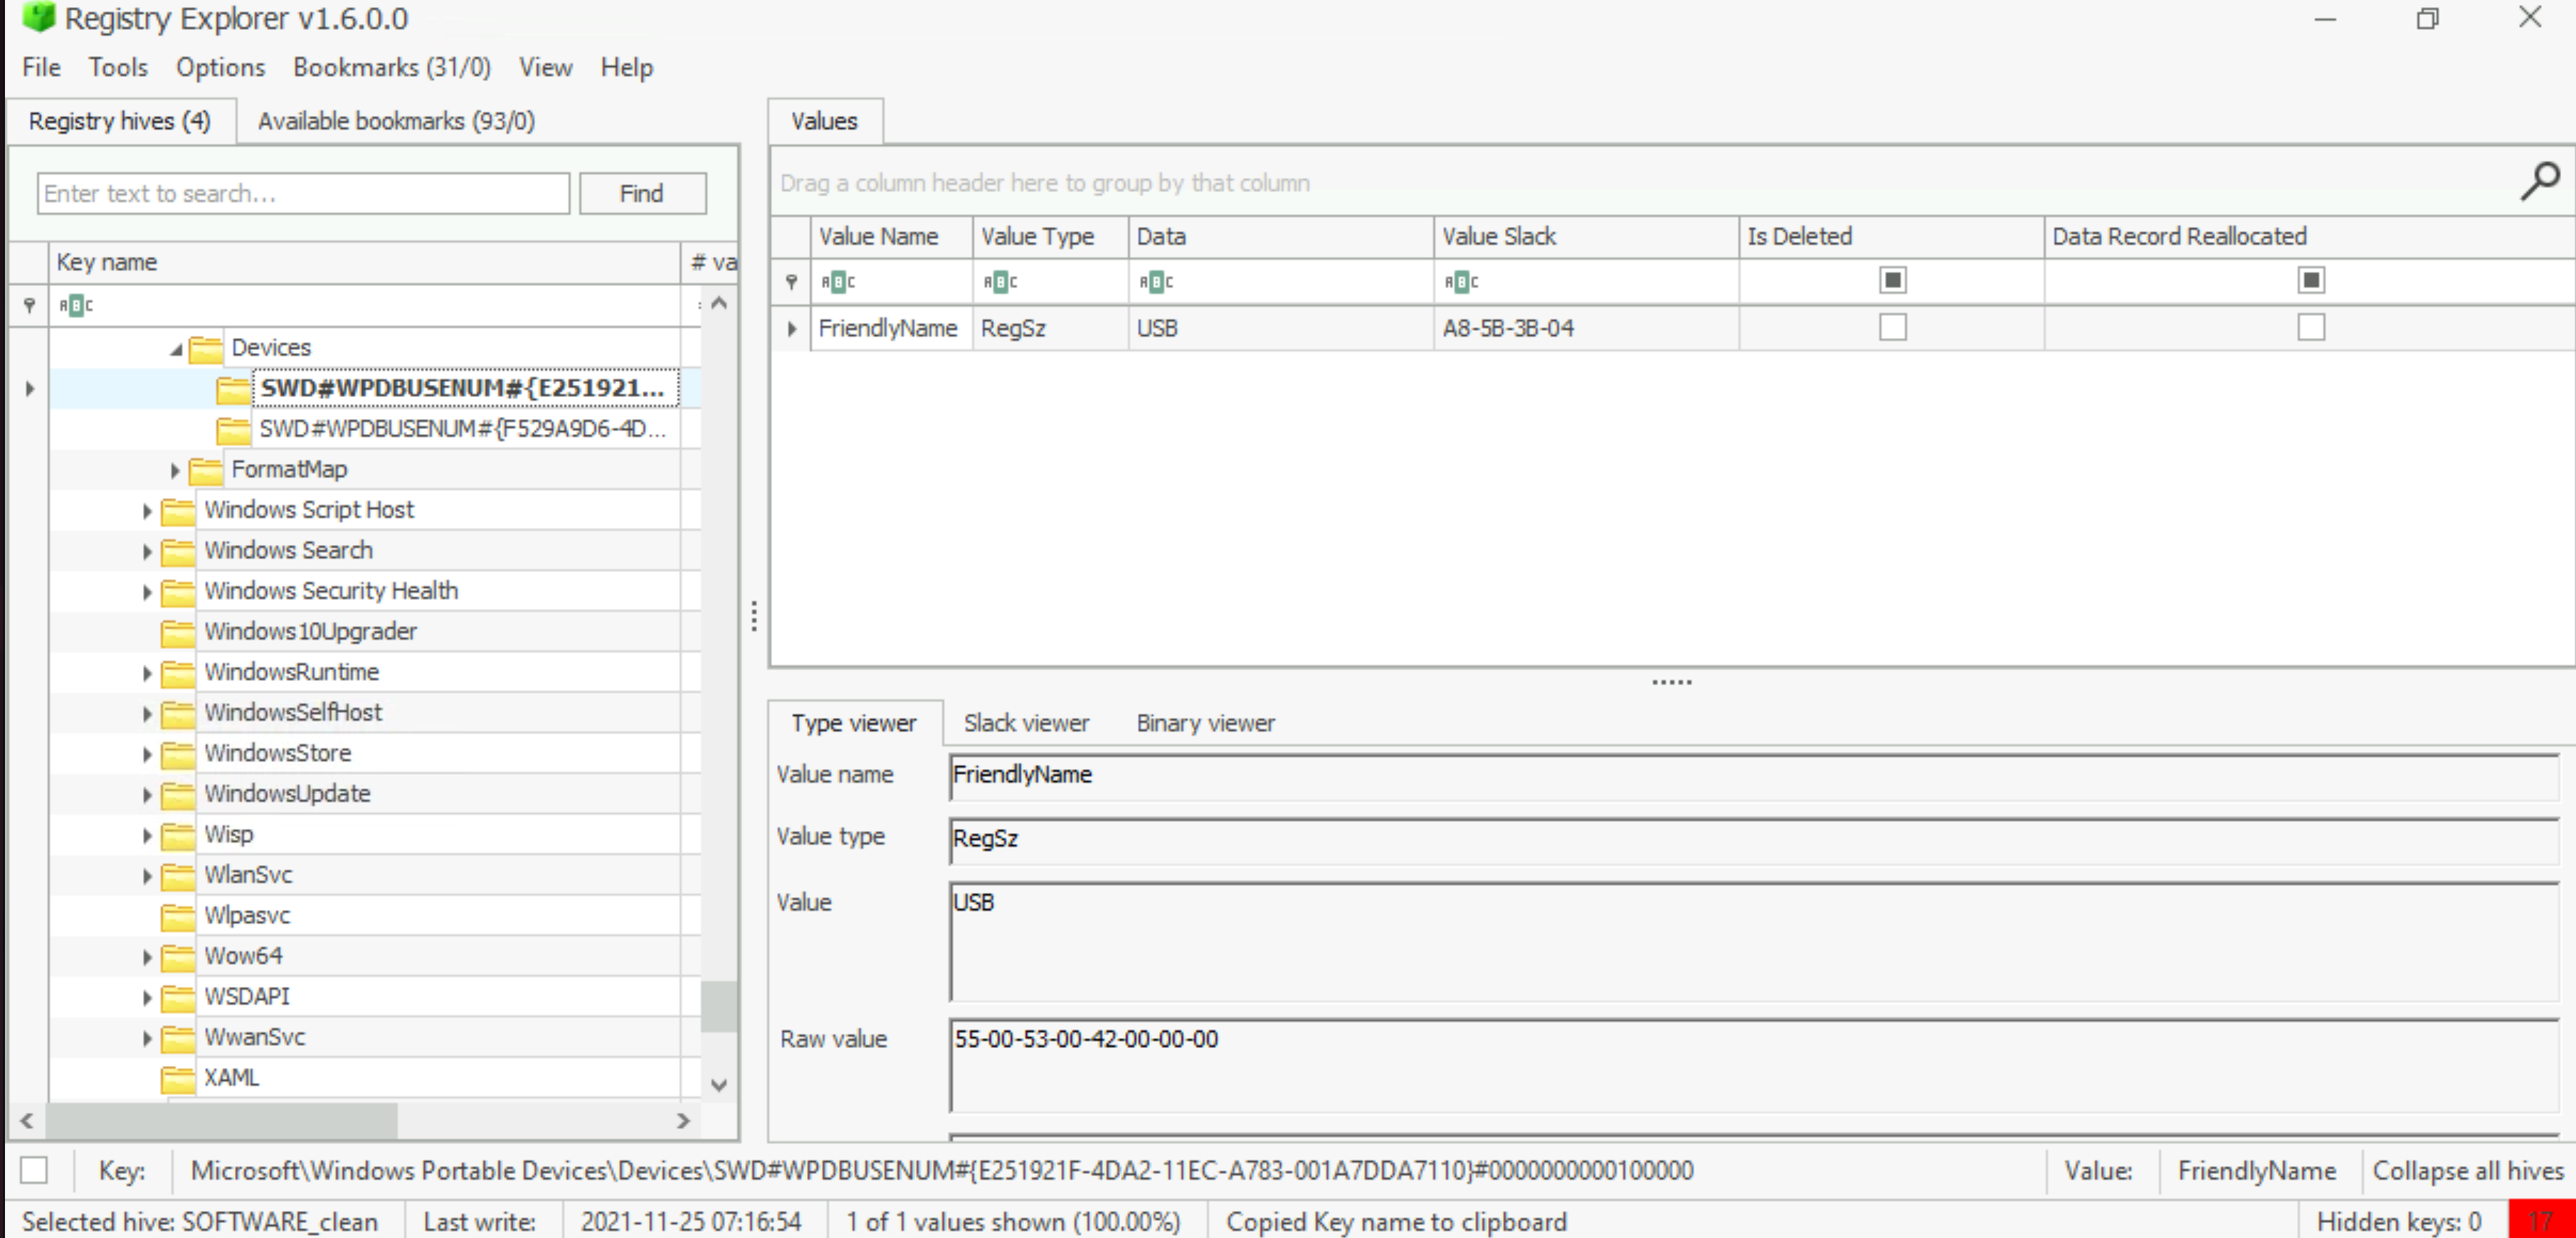 Registry Explorer v1.6.0.0
File Tools Options Bookmarks (31/0) View Help
Registry hives (4) Available bookmarks (93/0)
Enter text to search... Find
Key name # va
ABC =
Devices
SWD#WPDBUSENUM#{E251921...
SWD#WPDBUSENUM#{F529A9D6-4D...
FormatMap
Windows Script Host
Windows Search
Windows Security Health
Windows10Upgrader
WindowsRuntime
WindowsSelfHost
WindowsStore
WindowsUpdate
Wisp
WlanSvc
Wlpasvc
Wow64
WSDAPI
WwanSvc
XAML
Values
Drag a column header here to group by that column
Value Name Value Type Data Value Slack Is Deleted Data Record Reallocated
ABC ABC ABC ABC
FriendlyName RegSz USB A8-5B-3B-04
Type viewer Slack viewer Binary viewer
Value name FriendlyName
Value type RegSz
Value USB
Raw value 55-00-53-00-42-00-00-00
Key: Microsoft\Windows Portable Devices\Devices\SWD#WPDBUSENUM#{E251921F-4DA2-11EC-A783-001A7DDA7110}#0000000000100000 Value: FriendlyName Collapse all hives
Selected hive: SOFTWARE_clean Last write: 2021-11-25 07:16:54 1 of 1 values shown (100.00%) Copied Key name to clipboard Hidden keys: 0 17